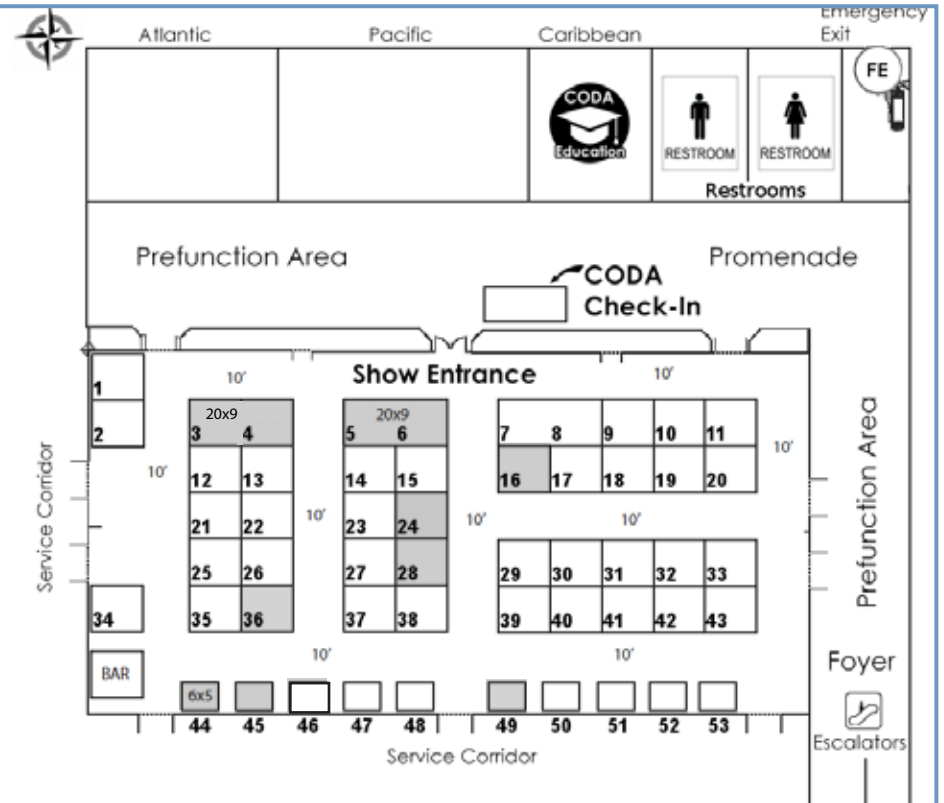 Emergency
Atlantic Pacific Caribbean Exit
FE
CODA
Education
RESTROOM RESTROOM
Restrooms
Prefunction Area Promenade
CODA
Check-In
10' Show Entrance 10'
1
20x9 20x9
2 3 4 5 6 7 8 9 10 11
10'
10' 12 13 14 15 16 17 18 19 20
10' 10' 10'
21 22 23 24
25 26 27 28 29 30 31 32 33
34 35 36 37 38 39 40 41 42 43
10' 10'
BAR
6x5
44 45 46 47 48 49 50 51 52 53
Service Corridor
Service Corridor
Prefunction Area
Foyer
Escalators